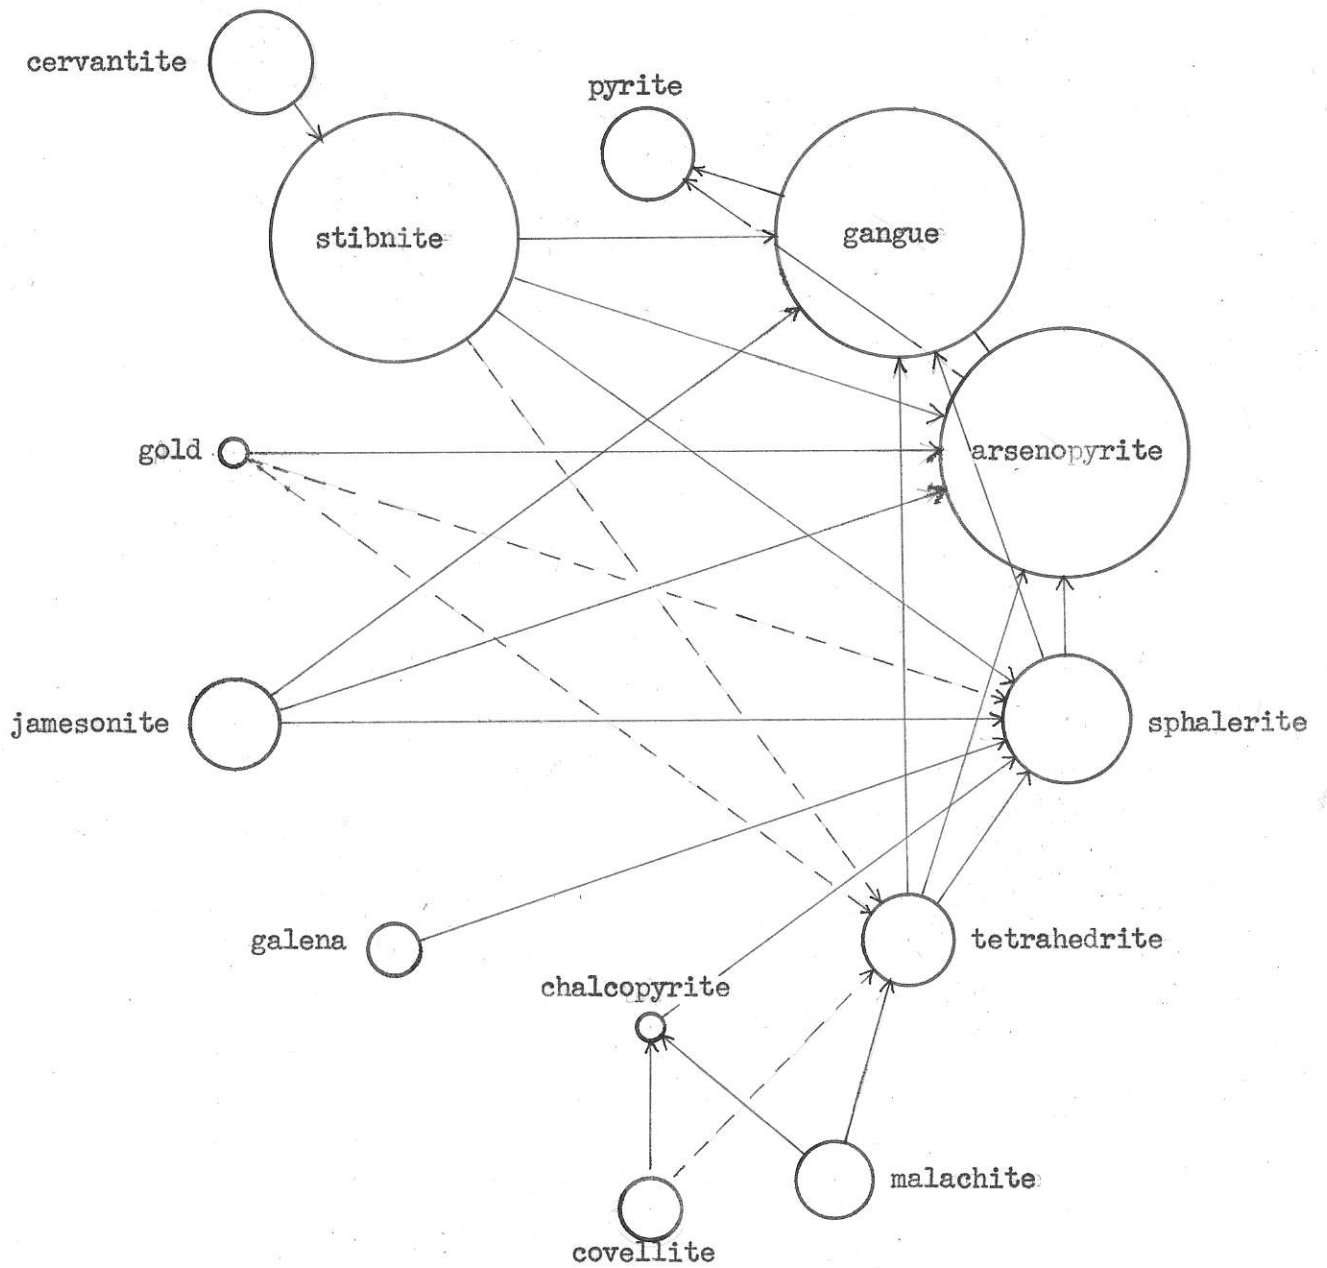 cervantite
pyrite
stibnite
gangue
gold
arsenopyrite
jamesonite
sphalerite
galena
tetrahedrite
chalcopyrite
malachite
covellite